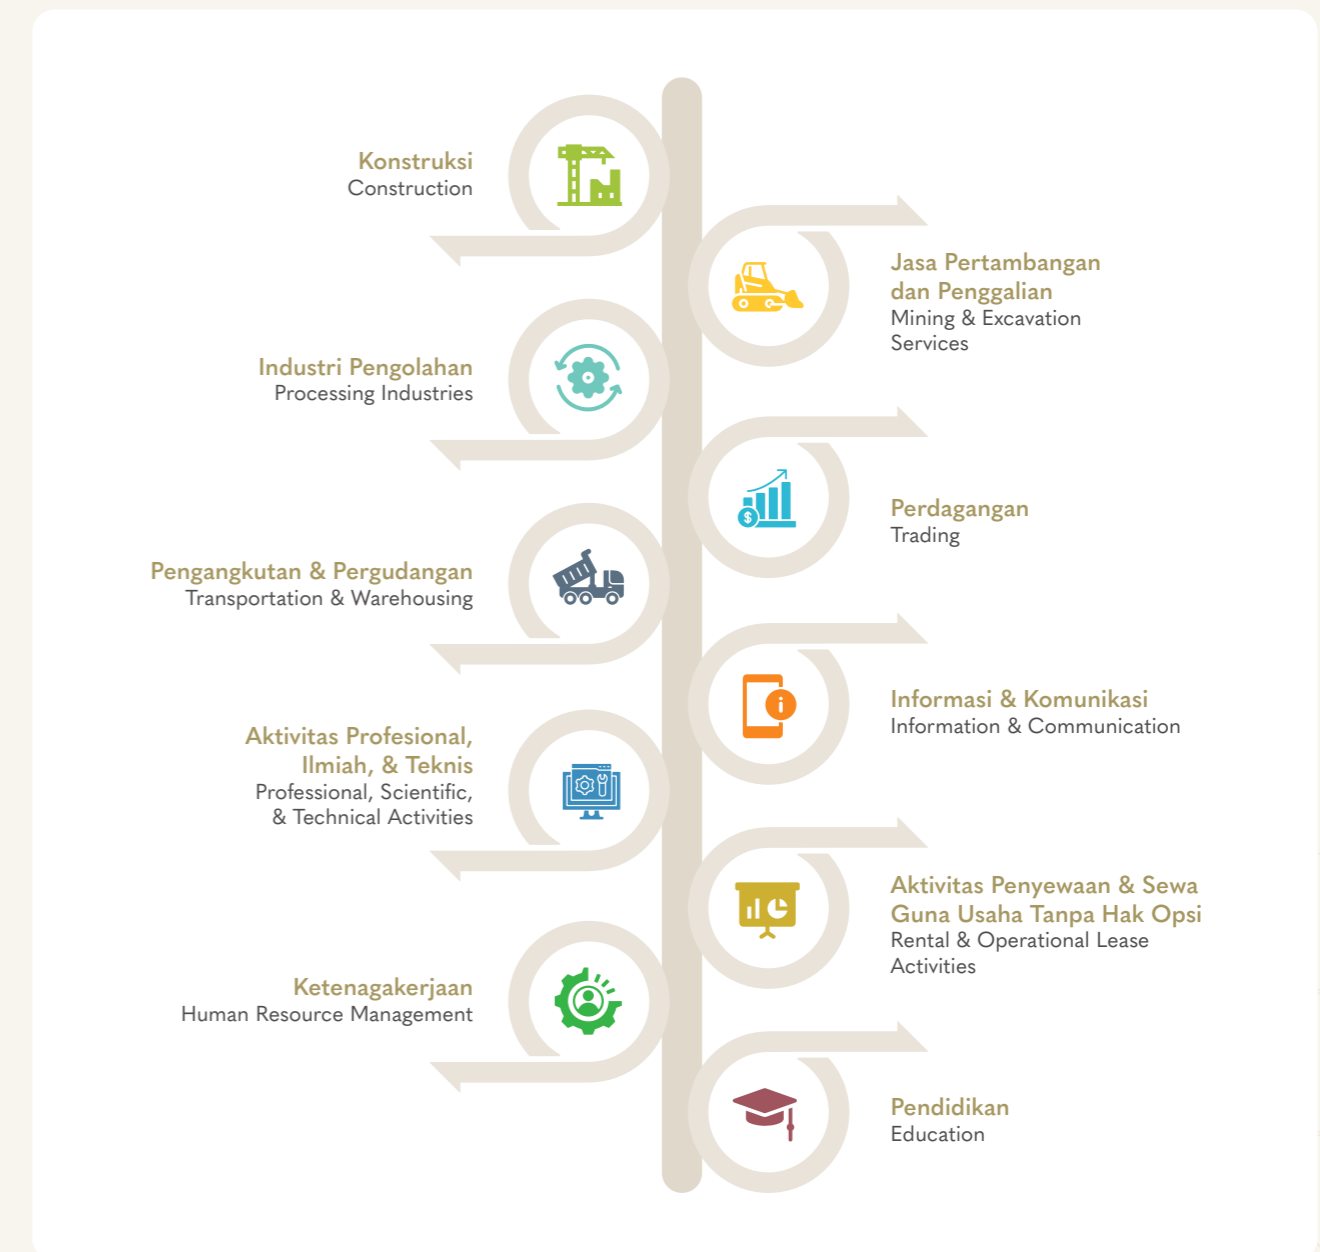 Konstruksi
Construction
Jasa Pertambangan
dan Penggalian
Mining & Excavation
Services
Industri Pengolahan
Processing Industries
Perdagangan
Trading
Pengangkutan & Pergudangan
Transportation & Warehousing
Informasi & Komunikasi
Information & Communication
Aktivitas Profesional,
Ilmiah, & Teknis
Professional, Scientific,
& Technical Activities
Aktivitas Penyewaan & Sewa
Guna Usaha Tanpa Hak Opsi
Rental & Operational Lease
Activities
Ketenagakerjaan
Human Resource Management
Pendidikan
Education